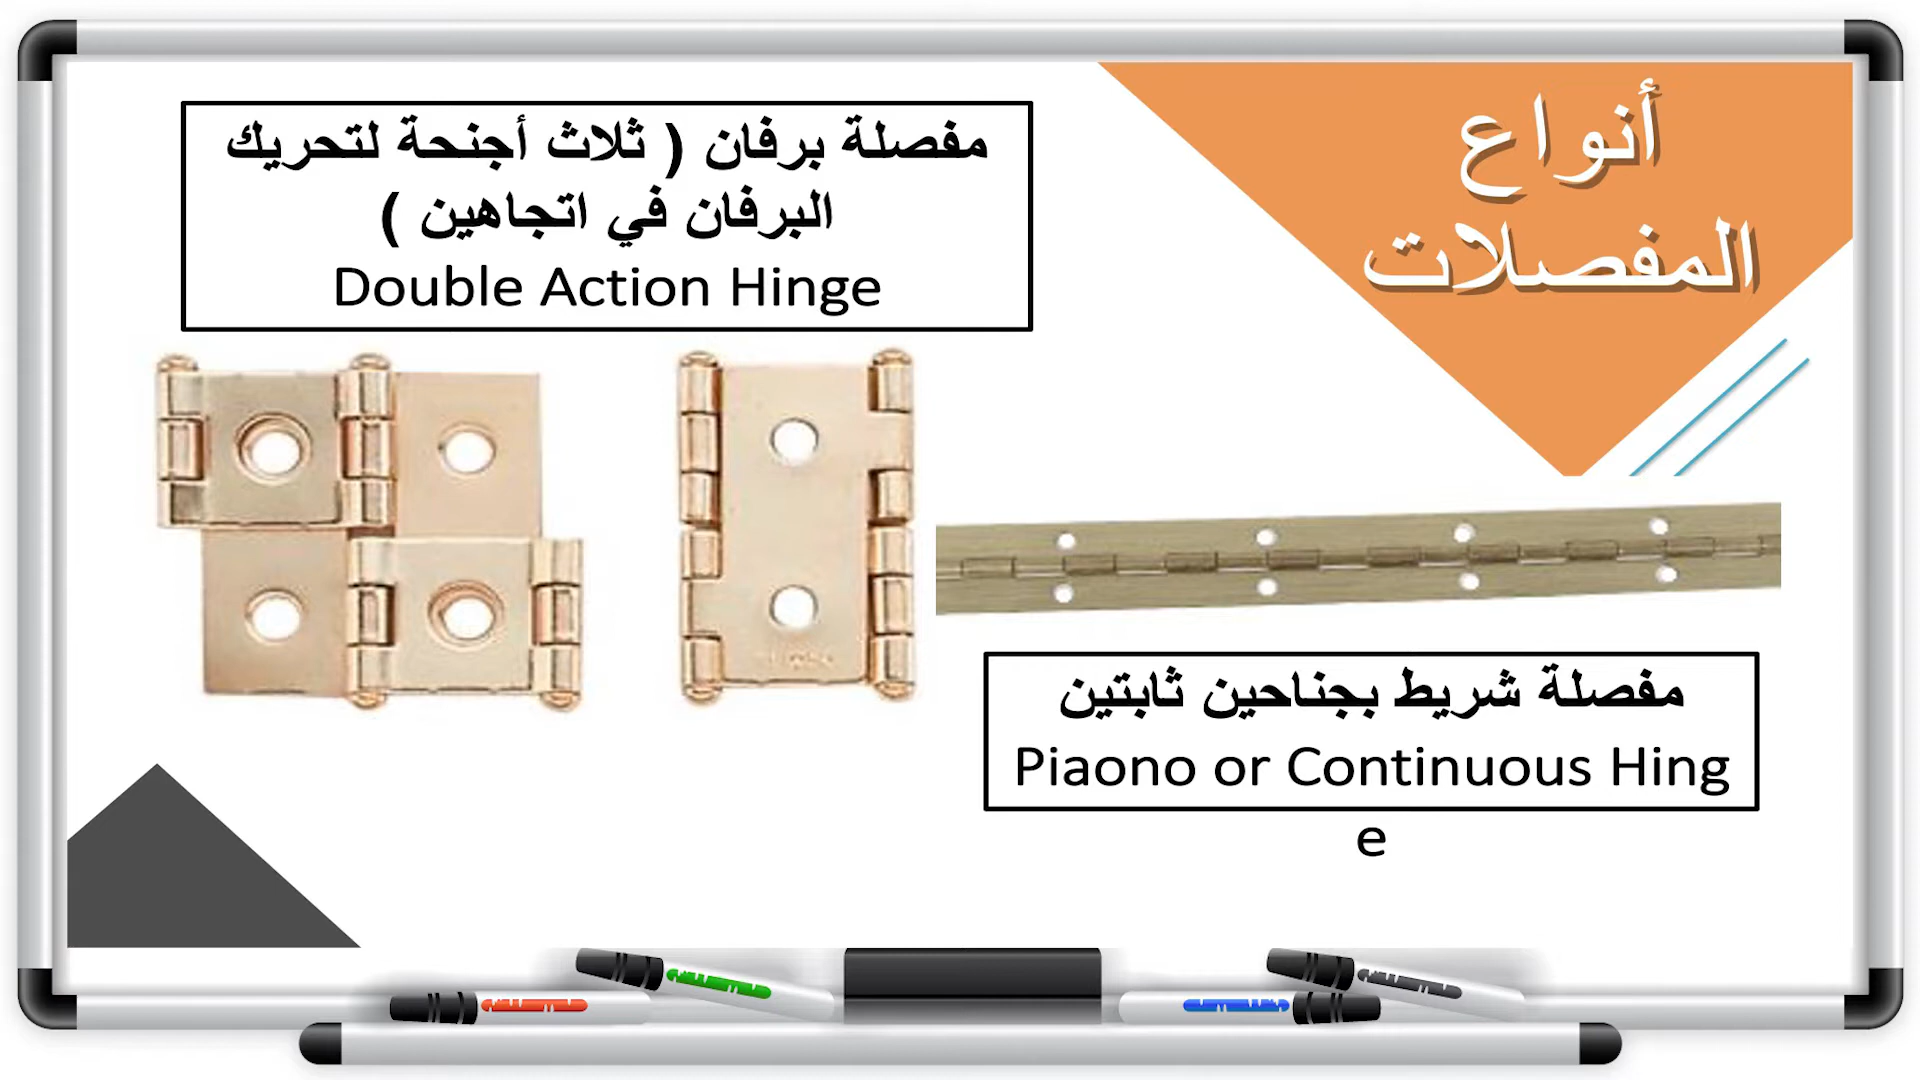 أنواع
المفصلات
مفصلة برفان ( ثلاث أجنحة لتحريك
البرفان في اتجاهين )
Double Action Hinge
مفصلة شريط بجناحين ثابتين
Piaono or Continuous Hing
e